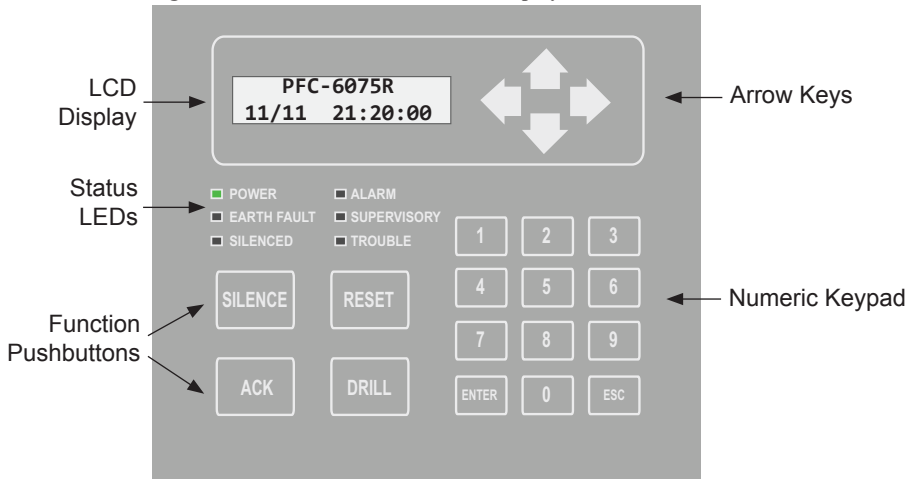 PFC-6075R
11/11 21:20:00
LCD
Display
Arrow Keys
Status
LEDs
POWER
ALARM
EARTH FAULT
SUPERVISORY
SILENCED
TROUBLE
1 2 3
4 5 6
7 8 9
ENTER 0 ESC
Numeric Keypad
SILENCE
RESET
Function
Pushbuttons
ACK
DRILL